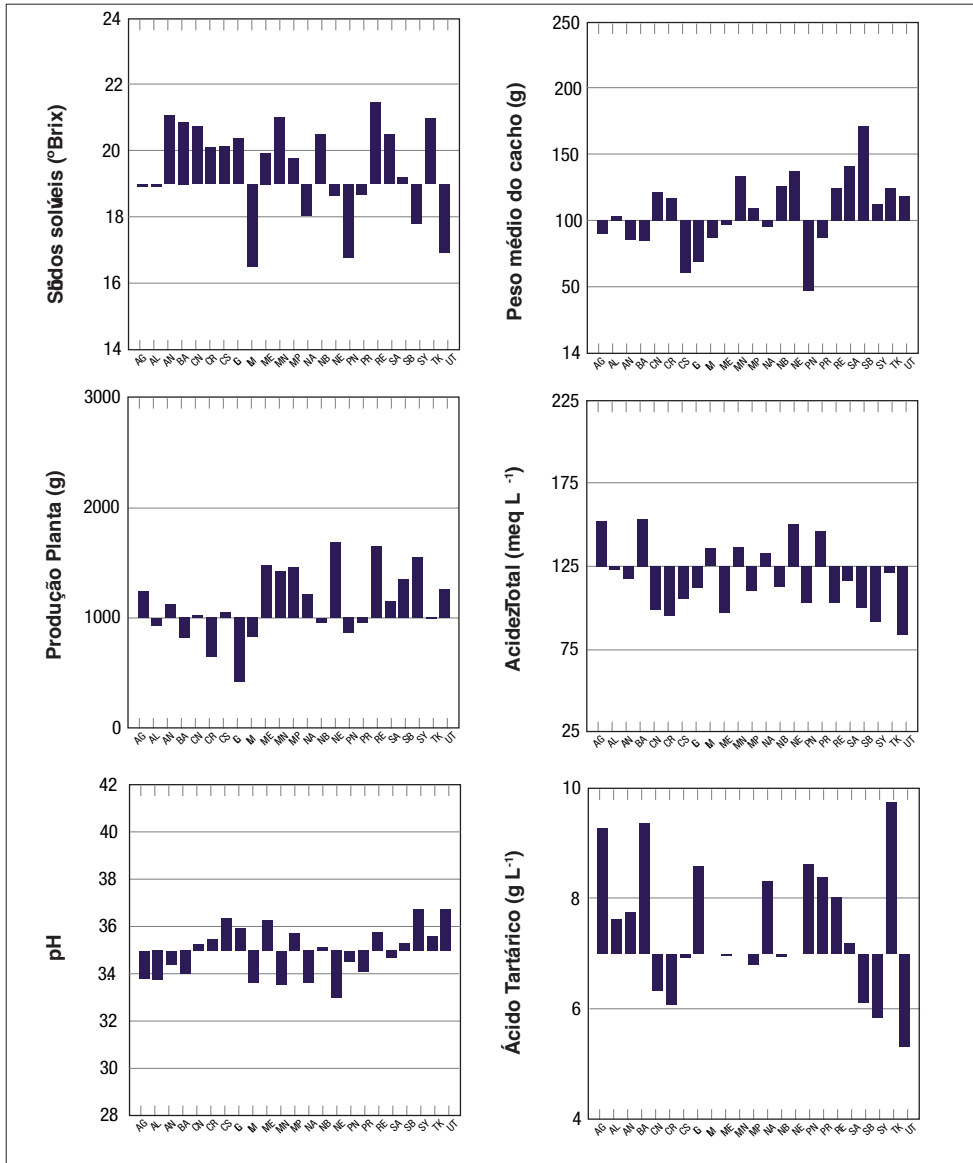 24
22
20
18
16
14
solúveis (ºBrix)
AG AL AN BA CN CR CS G M ME MN MP NA NB NE PN PR RE SA SB SY TK UT
250
200
150
100
50
14
Peso médio do cacho (g)
AG AL AN BA CN CR CS G M ME MN MP NA NB NE PN PR RE SA SB SY TK UT
3000
2000
1000
0
Produção Planta (g)
AG AL AN BA CN CR CS G M ME MN MP NA NB NE PN PR RE SA SB SY TK UT
225
175
125
75
25
Acidez Total (meq L -1)
AG AL AN BA CN CR CS G M ME MN MP NA NB NE PN PR RE SA SB SY TK UT
42
40
38
36
34
32
30
28
pH
AG AL AN BA CN CR CS G M ME MN MP NA NB NE PN PR RE SA SB SY TK UT
10
8
6
4
Ácido Tartárico (g L-1)
AG AL AN BA CN CR CS G M ME MN MP NA NB NE PN PR RE SA SB SY TK UT